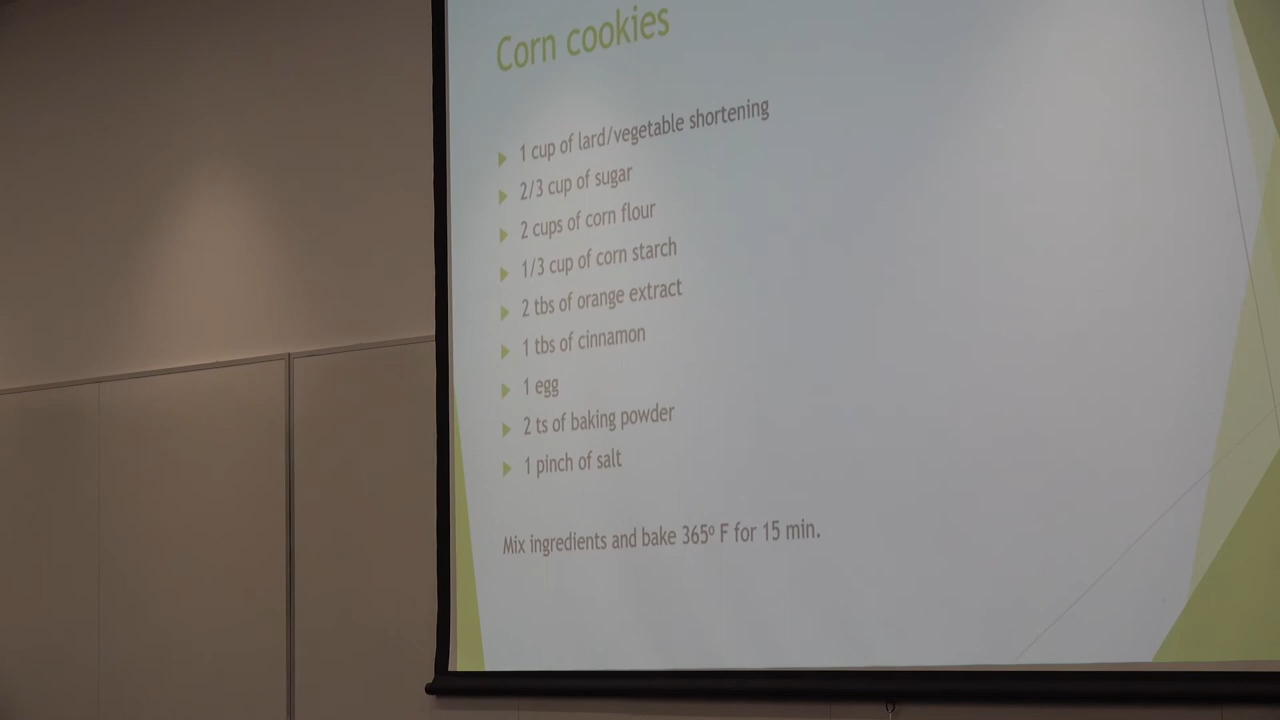 Corn cookies
1 cup of lard/vegetable shortening
2/3 cup of sugar
2 cups of corn flour
1/3 cup of corn starch
2 tbs of orange extract
1 tbs of cinnamon
1 egg
2 ts of baking powder
1 pinch of salt
Mix ingredients and bake 365º F for 15 min.